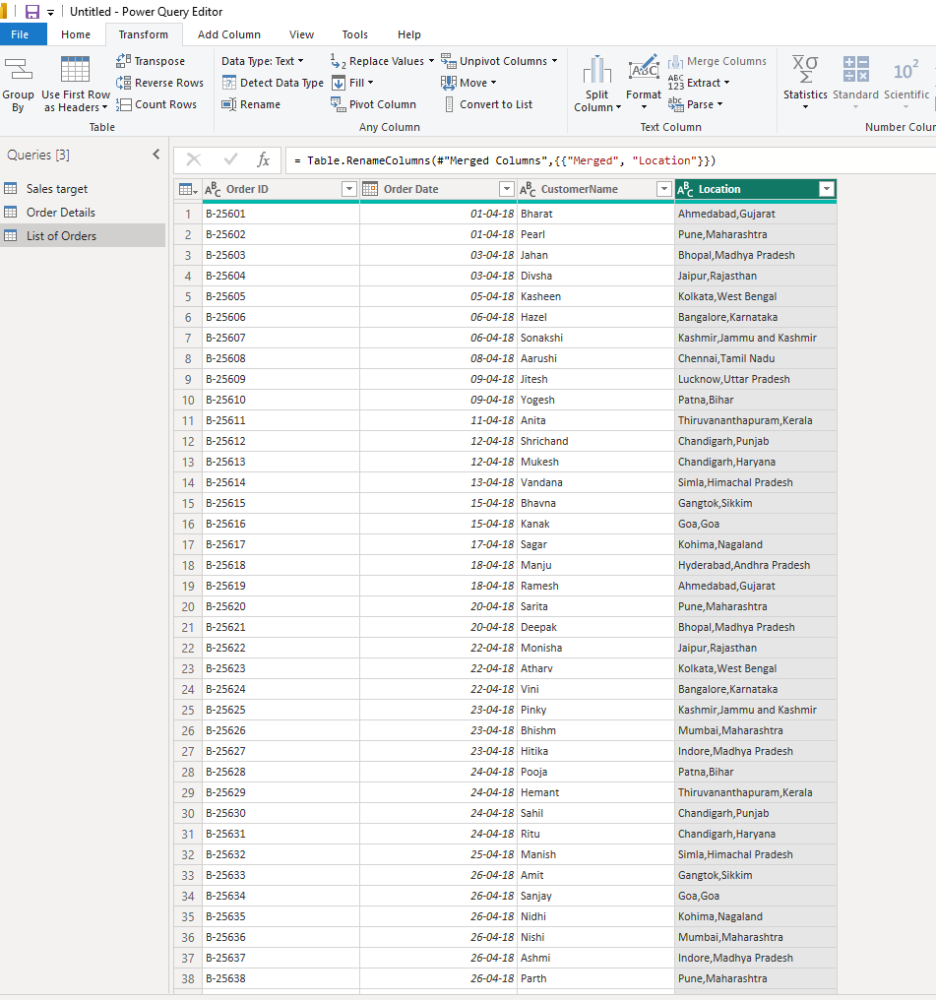 Untitled - Power Query Editor
File Home Transform Add Column View Tools Help
Group By
Use First Row as Headers
Transpose
Reverse Rows
Count Rows
Table
Data Type: Text
Detect Data Type
Rename
Replace Values
Fill
Pivot Column
Unpivot Columns
Move
Convert to List
Any Column
Split Column
ABC
Format
Merge Columns
ABC 123 Extract
abc Parse
Text Column
XΟ Σ
Statistics
Standard
10² Scientific
Number Colu
Queries [3]
fx = Table.RenameColumns(#"Merged Columns",{{"Merged", "Location"}})
Sales target
Order Details
List of Orders
ABC Order ID Order Date ABC CustomerName ABC Location
1 B-25601 01-04-18 Bharat Ahmedabad,Gujarat
2 B-25602 01-04-18 Pearl Pune,Maharashtra
3 B-25603 03-04-18 Jahan Bhopal,Madhya Pradesh
4 B-25604 03-04-18 Divsha Jaipur,Rajasthan
5 B-25605 05-04-18 Kasheen Kolkata,West Bengal
6 B-25606 06-04-18 Hazel Bangalore,Karnataka
7 B-25607 06-04-18 Sonakshi Kashmir,Jammu and Kashmir
8 B-25608 08-04-18 Aarushi Chennai,Tamil Nadu
9 B-25609 09-04-18 Jitesh Lucknow,Uttar Pradesh
10 B-25610 09-04-18 Yogesh Patna,Bihar
11 B-25611 11-04-18 Anita Thiruvananthapuram,Kerala
12 B-25612 12-04-18 Shrichand Chandigarh,Punjab
13 B-25613 12-04-18 Mukesh Chandigarh,Haryana
14 B-25614 13-04-18 Vandana Simla,Himachal Pradesh
15 B-25615 15-04-18 Bhavna Gangtok,Sikkim
16 B-25616 15-04-18 Kanak Goa,Goa
17 B-25617 17-04-18 Sagar Kohima,Nagaland
18 B-25618 18-04-18 Manju Hyderabad,Andhra Pradesh
19 B-25619 18-04-18 Ramesh Ahmedabad,Gujarat
20 B-25620 20-04-18 Sarita Pune,Maharashtra
21 B-25621 20-04-18 Deepak Bhopal,Madhya Pradesh
22 B-25622 22-04-18 Monisha Jaipur,Rajasthan
23 B-25623 22-04-18 Atharv Kolkata,West Bengal
24 B-25624 22-04-18 Vini Bangalore,Karnataka
25 B-25625 23-04-18 Pinky Kashmir,Jammu and Kashmir
26 B-25626 23-04-18 Bhishm Mumbai,Maharashtra
27 B-25627 23-04-18 Hitika Indore,Madhya Pradesh
28 B-25628 24-04-18 Pooja Patna,Bihar
29 B-25629 24-04-18 Hemant Thiruvananthapuram,Kerala
30 B-25630 24-04-18 Sahil Chandigarh,Punjab
31 B-25631 24-04-18 Ritu Chandigarh,Haryana
32 B-25632 25-04-18 Manish Simla,Himachal Pradesh
33 B-25633 26-04-18 Amit Gangtok,Sikkim
34 B-25634 26-04-18 Sanjay Goa,Goa
35 B-25635 26-04-18 Nidhi Kohima,Nagaland
36 B-25636 26-04-18 Nishi Mumbai,Maharashtra
37 B-25637 26-04-18 Ashmi Indore,Madhya Pradesh
38 B-25638 26-04-18 Parth Pune,Maharashtra